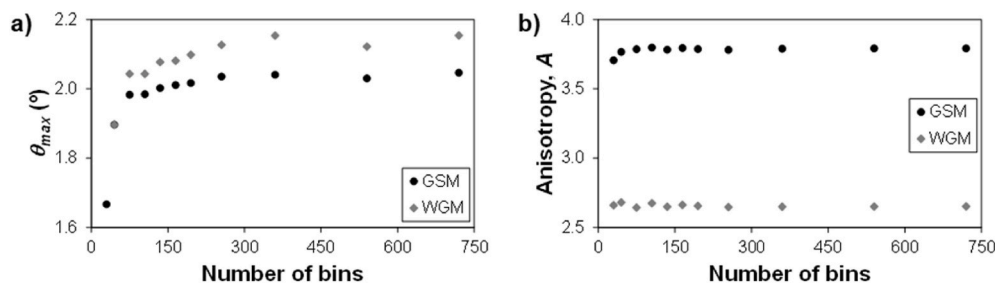 a)
2.2
2.0
1.8
1.6
θmax (°)
0 150 300 450 600 750
Number of bins
GSM
WGM
b)
4.0
3.5
3.0
2.5
Anisotropy, A
0 150 300 450 600 750
Number of bins
GSM
WGM